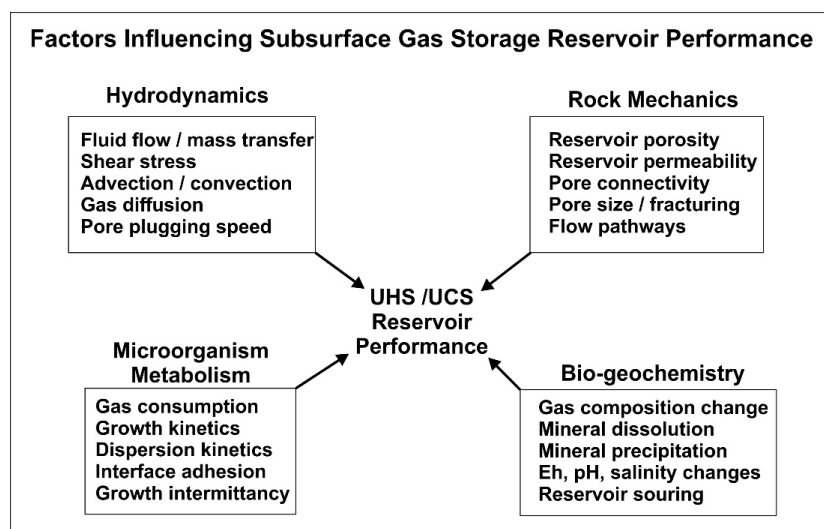 Factors Influencing Subsurface Gas Storage Reservoir Performance
Hydrodynamics
Fluid flow / mass transfer
Shear stress
Advection / convection
Gas diffusion
Pore plugging speed
Rock Mechanics
Reservoir porosity
Reservoir permeability
Pore connectivity
Pore size / fracturing
Flow pathways
UHS /UCS
Reservoir
Performance
Microorganism
Metabolism
Gas consumption
Growth kinetics
Dispersion kinetics
Interface adhesion
Growth intermittancy
Bio-geochemistry
Gas composition change
Mineral dissolution
Mineral precipitation
Eh, pH, salinity changes
Reservoir souring